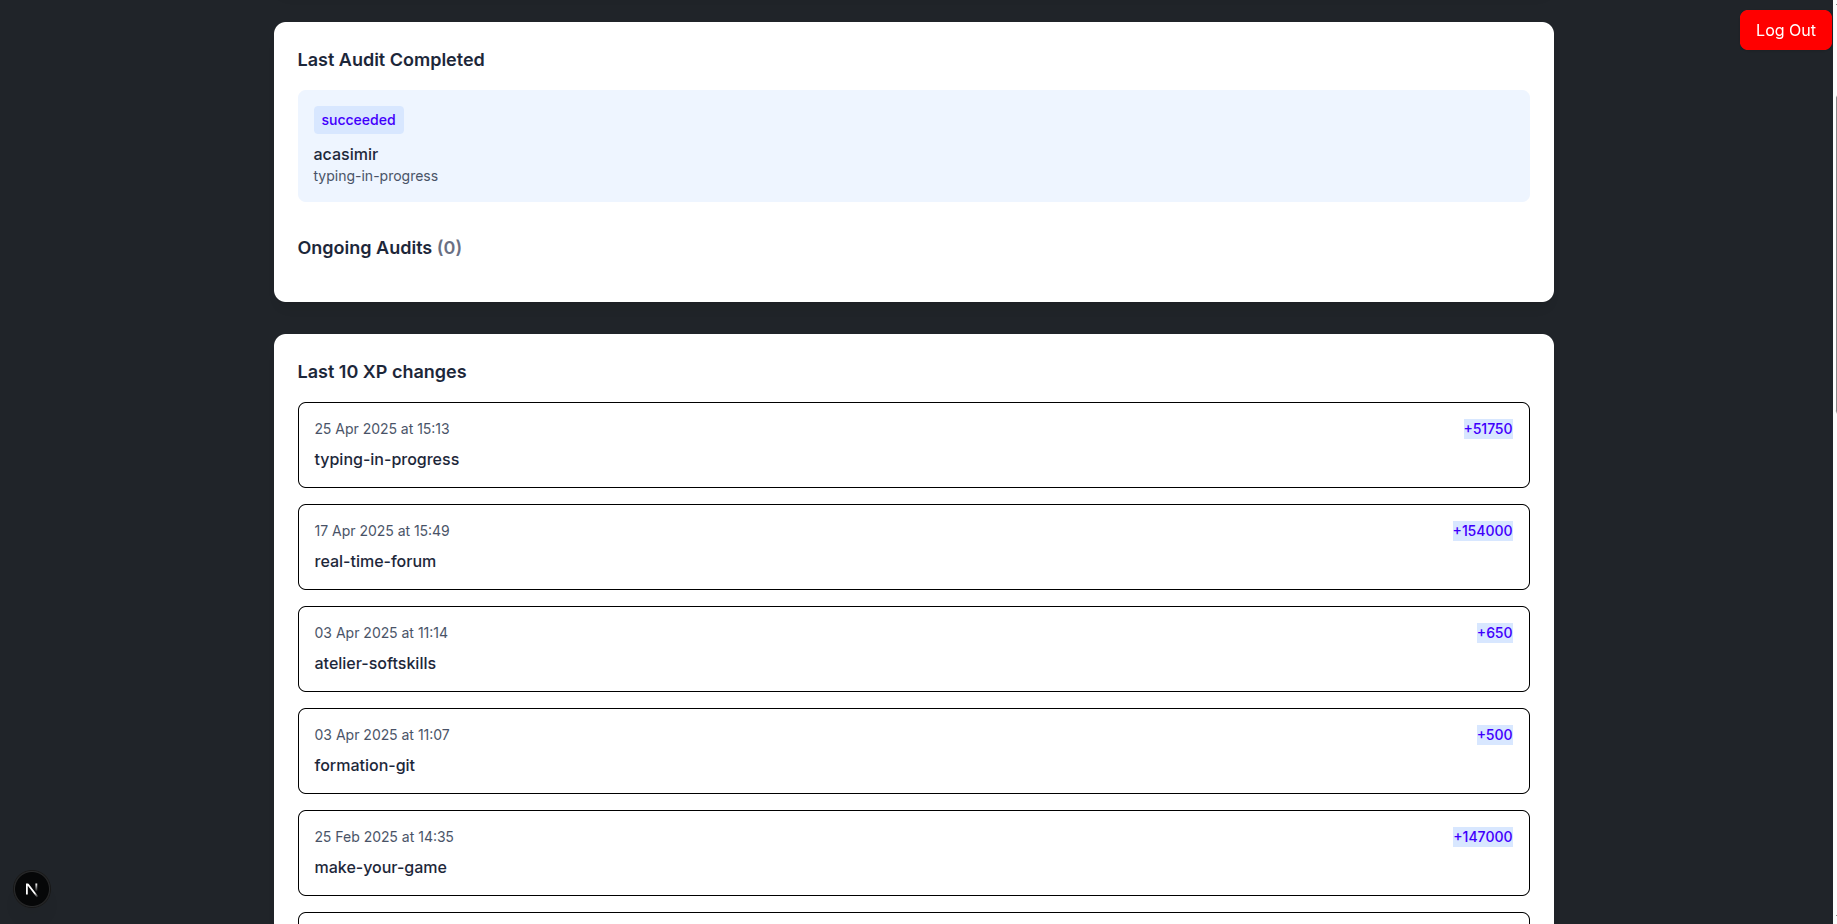 Log Out
Last Audit Completed
succeeded
acasimir
typing-in-progress
Ongoing Audits (0)
Last 10 XP changes
25 Apr 2025 at 15:13 +51750
typing-in-progress
17 Apr 2025 at 15:49 +154000
real-time-forum
03 Apr 2025 at 11:14 +650
atelier-softskills
03 Apr 2025 at 11:07 +500
formation-git
25 Feb 2025 at 14:35 +147000
make-your-game
N